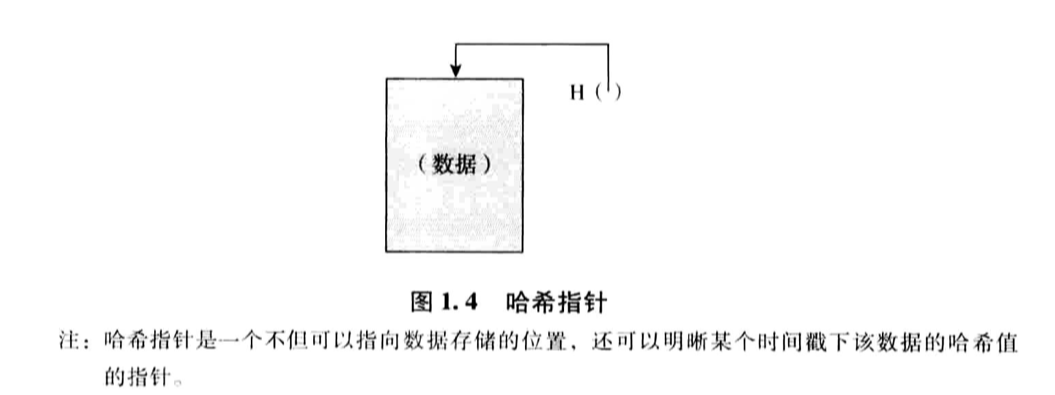 H ( )
(数据)
图 1.4 哈希指针
注：哈希指针是一个不但可以指向数据存储的位置，还可以明晰某个时间戳下该数据的哈希值
的指针。